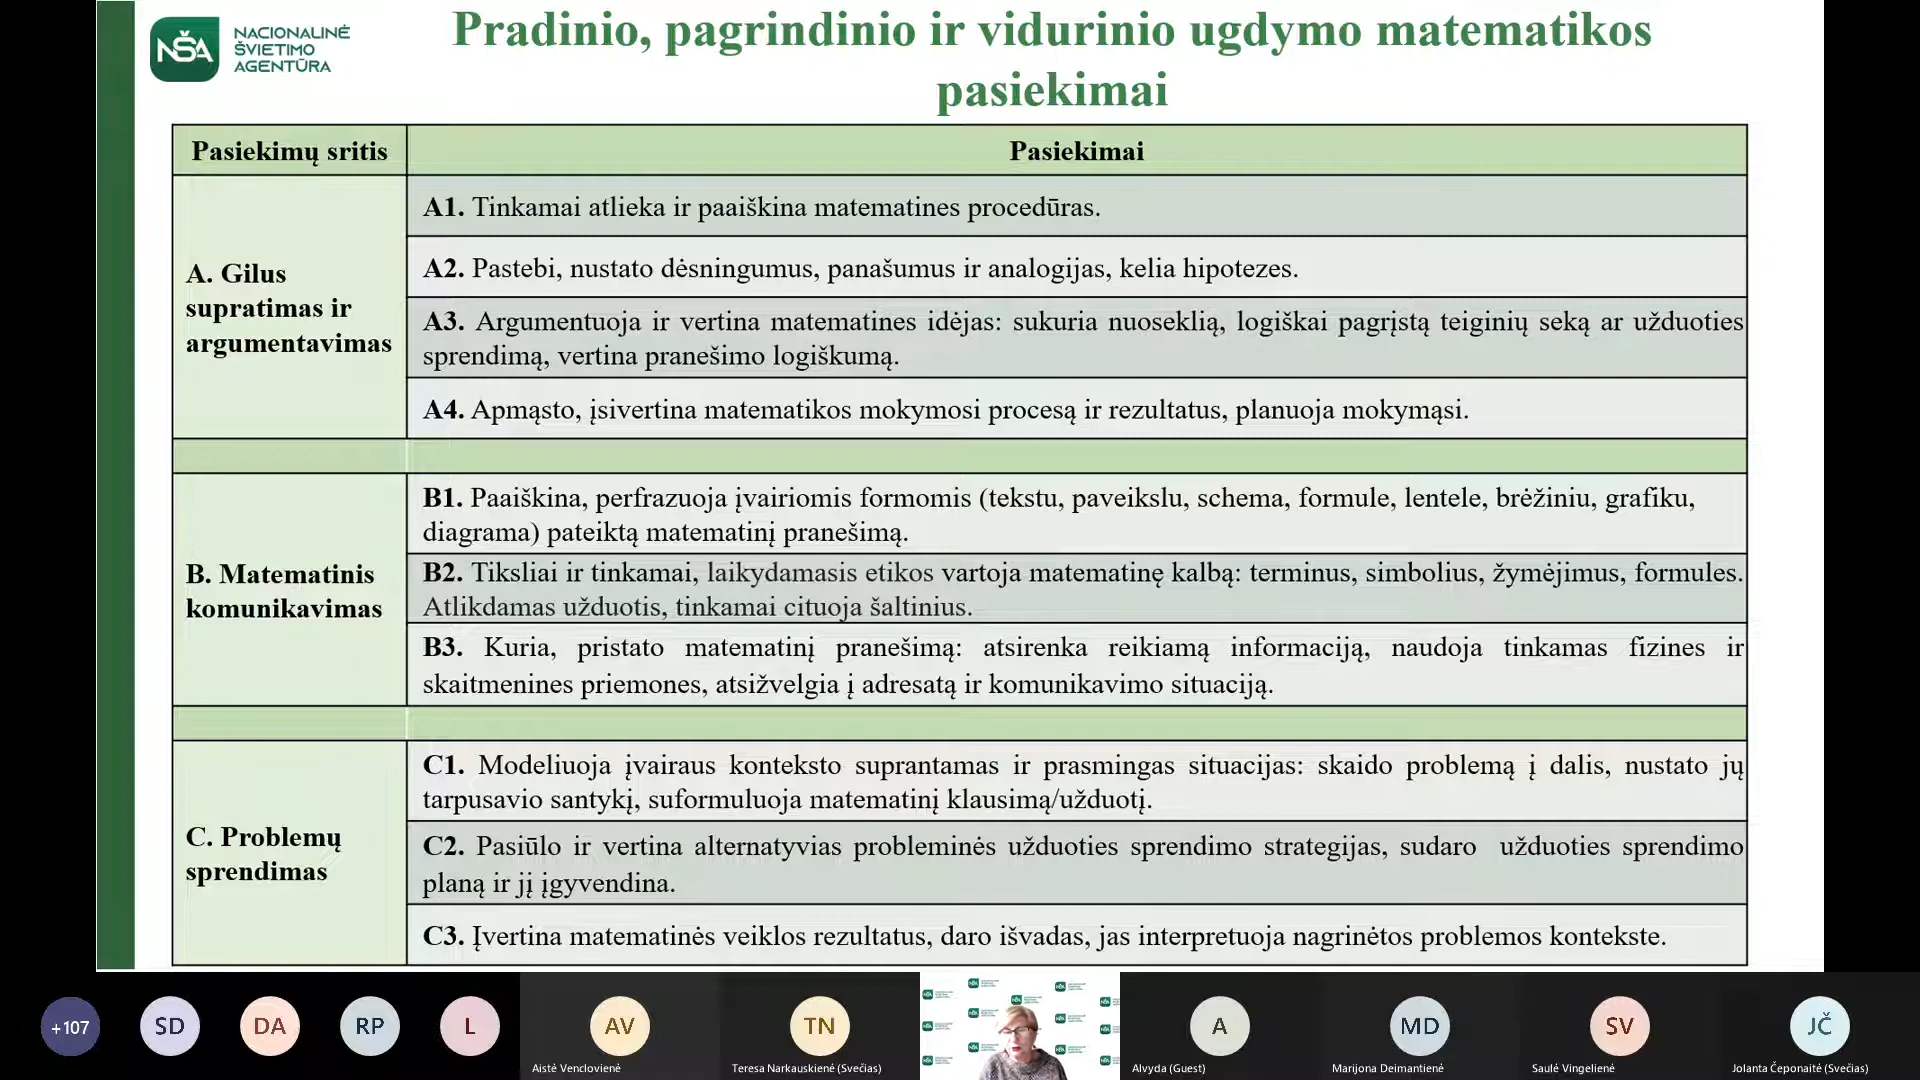 NŠA
NACIONALINĖ
ŠVIETIMO
AGENTŪRA
Pradinio, pagrindinio ir vidurinio ugdymo matematikos
pasiekimai
Pasiekimų sritis
Pasiekimai
A. Gilus
supratimas ir
argumentavimas
A1. Tinkamai atlieka ir paaiškina matematines procedūras.
A2. Pastebi, nustato dėsningumus, panašumus ir analogijas, kelia hipotezes.
A3. Argumentuoja ir vertina matematines idėjas: sukuria nuoseklią, logiškai pagrįstą teiginių seką ar užduoties
sprendimą, vertina pranešimo logiškumą.
A4. Apmąsto, įsivertina matematikos mokymosi procesą ir rezultatus, planuoja mokymąsi.
B. Matematinis
komunikavimas
B1. Paaiškina, perfrazuoja įvairiomis formomis (tekstu, paveikslu, schema, formule, lentele, brėžiniu, grafiku,
diagrama) pateiktą matematinį pranešimą.
B2. Tiksliai ir tinkamai, laikydamasis etikos vartoja matematinę kalbą: terminus, simbolius, žymėjimus, formules.
Atlikdamas užduotis, tinkamai cituoja šaltinius.
B3. Kuria, pristato matematinį pranešimą: atsirenka reikiamą informaciją, naudoja tinkamas fizines ir
skaitmenines priemones, atsižvelgia į adresatą ir komunikavimo situaciją.
C. Problemų
sprendimas
C1. Modeliuoja įvairaus konteksto suprantamas ir prasmingas situacijas: skaido problemą į dalis, nustato jų
tarpusavio santykį, suformuluoja matematinį klausimą/užduotį.
C2. Pasiūlo ir vertina alternatyvias probleminės užduoties sprendimo strategijas, sudaro užduoties sprendimo
planą ir jį įgyvendina.
C3. Įvertina matematinės veiklos rezultatus, daro išvadas, jas interpretuoja nagrinėtos problemos kontekste.
+107
SD
DA
RP
L
AV
TN
A
MD
SV
JČ
Aistė Venclovienė
Teresa Narkauskienė (Svečias)
Alvyda (Guest)
Marijona Deimantienė
Saulė Vingelienė
Jolanta Čeponaitė (Svečias)